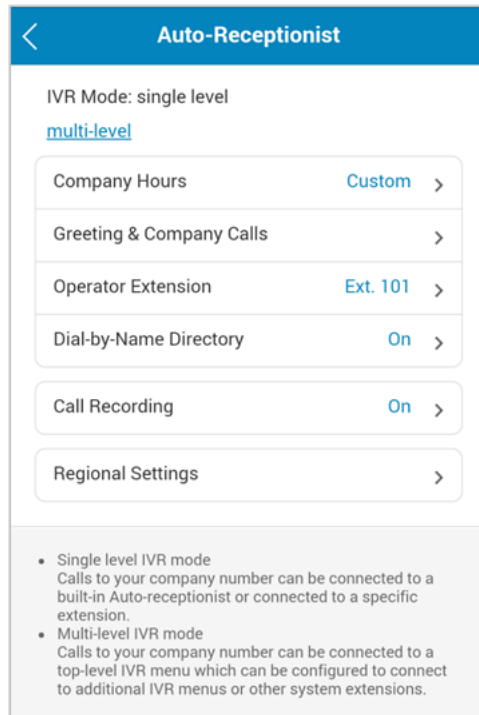 Auto-Receptionist
IVR Mode: single level
multi-level
Company Hours Custom
Greeting & Company Calls
Operator Extension Ext. 101
Dial-by-Name Directory On
Call Recording On
Regional Settings
• Single level IVR mode
Calls to your company number can be connected to a
built-in Auto-receptionist or connected to a specific
extension.
• Multi-level IVR mode
Calls to your company number can be connected to a
top-level IVR menu which can be configured to connect
to additional IVR menus or other system extensions.